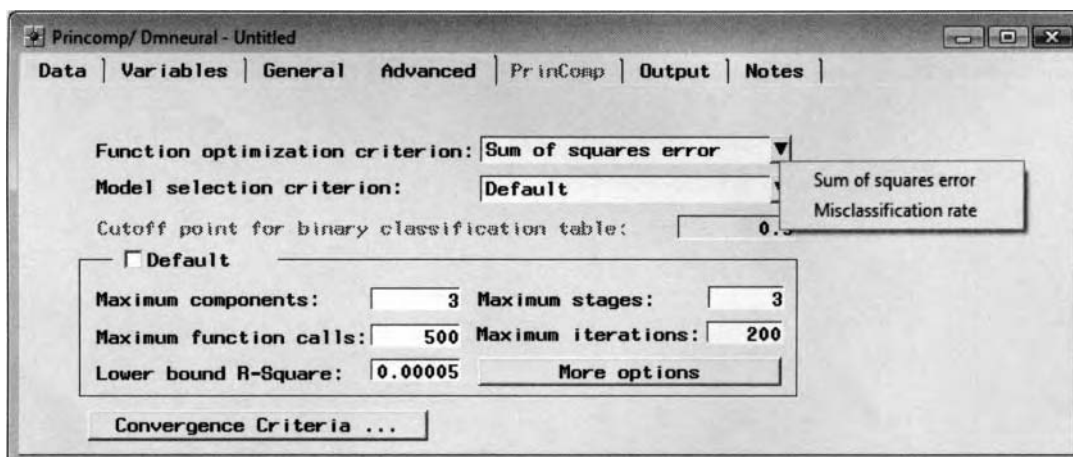 Princomp/ Dmneural - Untitled
Data Variables General Advanced PrinComp Output Notes
Function optimization criterion: Sum of squares error
Sum of squares error
Model selection criterion: Default
Misclassification rate
Cutoff point for binary classification table:
Default
Maximum components: 3 Maximum stages: 3
Maximum function calls: 500 Maximum iterations: 200
Lower bound R-Square: 0.00005 More options
Convergence Criteria ...